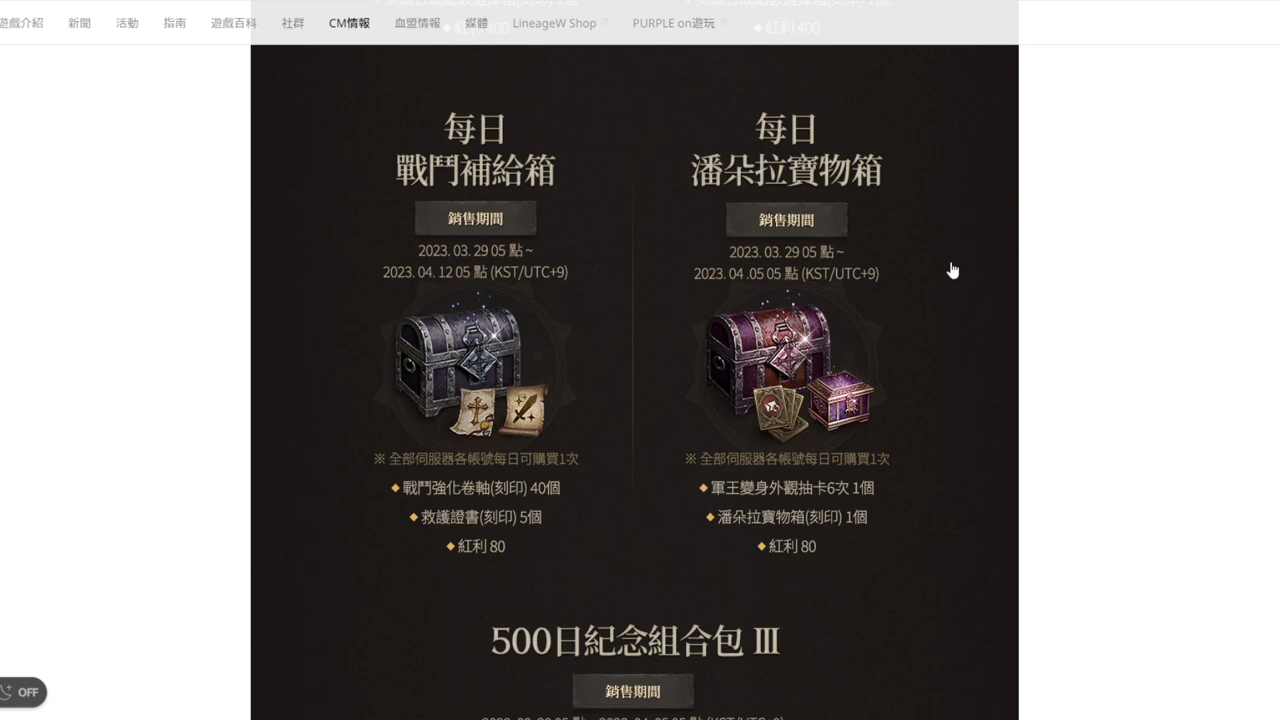 遊戲介紹 新聞 活動 指南 遊戲百科 社群 CM情報 血盟情報 媒體 LineageW Shop PURPLE on遊玩
紅利 400
紅利 400
每日
戰鬥補給箱
銷售期間
2023. 03. 29 05 點 ~
2023. 04. 12 05 點 (KST/UTC+9)
※ 全部伺服器各帳號每日可購買1次
戰鬥強化卷軸(刻印) 40個
救護證書(刻印) 5個
紅利 80
每日
潘朵拉寶物箱
銷售期間
2023. 03. 29 05 點 ~
2023. 04 .05 05 點 (KST/UTC+9)
※ 全部伺服器各帳號每日可購買1次
軍王變身外觀抽卡6次 1個
潘朵拉寶物箱(刻印) 1個
紅利 80
500日紀念組合包 Ⅲ
銷售期間
OFF